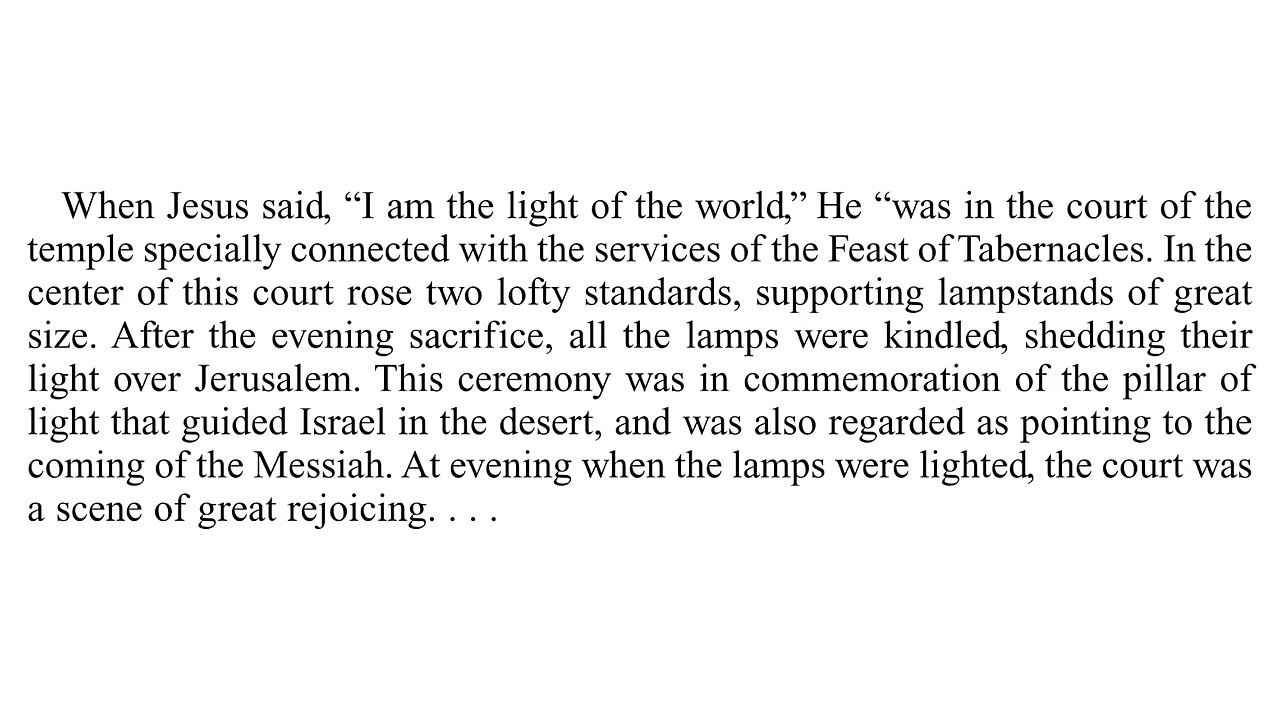 When Jesus said, “I am the light of the world,” He “was in the court of the
temple specially connected with the services of the Feast of Tabernacles. In the
center of this court rose two lofty standards, supporting lampstands of great
size. After the evening sacrifice, all the lamps were kindled, shedding their
light over Jerusalem. This ceremony was in commemoration of the pillar of
light that guided Israel in the desert, and was also regarded as pointing to the
coming of the Messiah. At evening when the lamps were lighted, the court was
a scene of great rejoicing. . . .